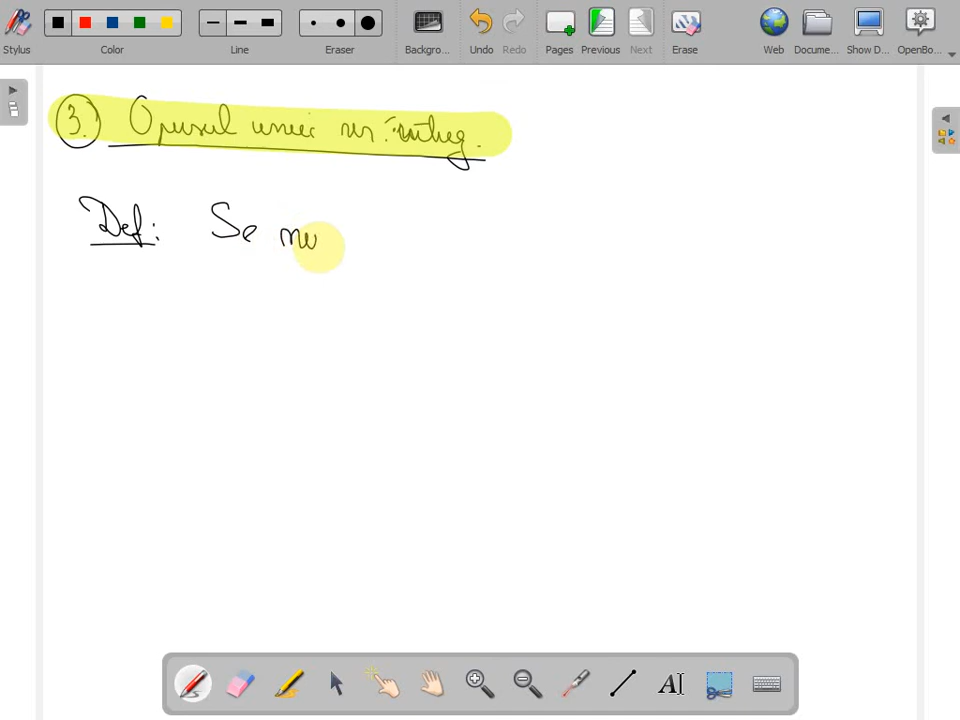 Stylus
Color
Line
Eraser
Backgro...
Undo
Redo
Pages
Previous
Next
Erase
Web
Docume...
Show D...
OpenBo...
3. Opusul unui nr. întreg.
Def: Se nu